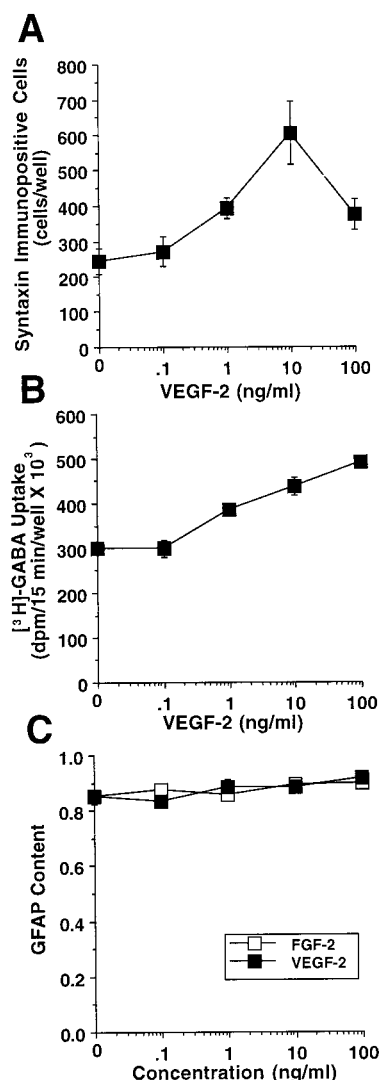 A
Syntaxin Immunopositive Cells
(cells/well)
800
700
600
500
400
300
200
100
0
0 .1 1 10 100
VEGF-2 (ng/ml)
B
[³H]-GABA Uptake
(dpm/15 min/well X 10³)
600
500
400
300
200
100
0
0 .1 1 10 100
VEGF-2 (ng/ml)
C
GFAP Content
1.0
0.8
0.6
0.4
0.2
0.0
FGF-2
VEGF-2
0 .1 1 10 100
Concentration (ng/ml)